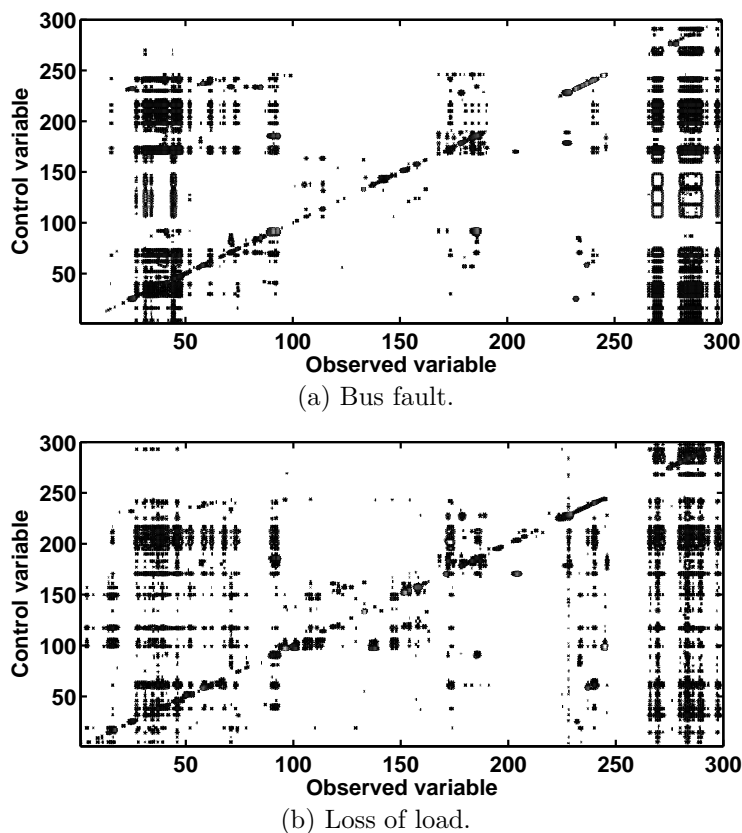 300
250
200
150
100
50
Control variable
50 100 150 200 250 300
Observed variable
(a) Bus fault.
300
250
200
150
100
50
Control variable
50 100 150 200 250 300
Observed variable
(b) Loss of load.